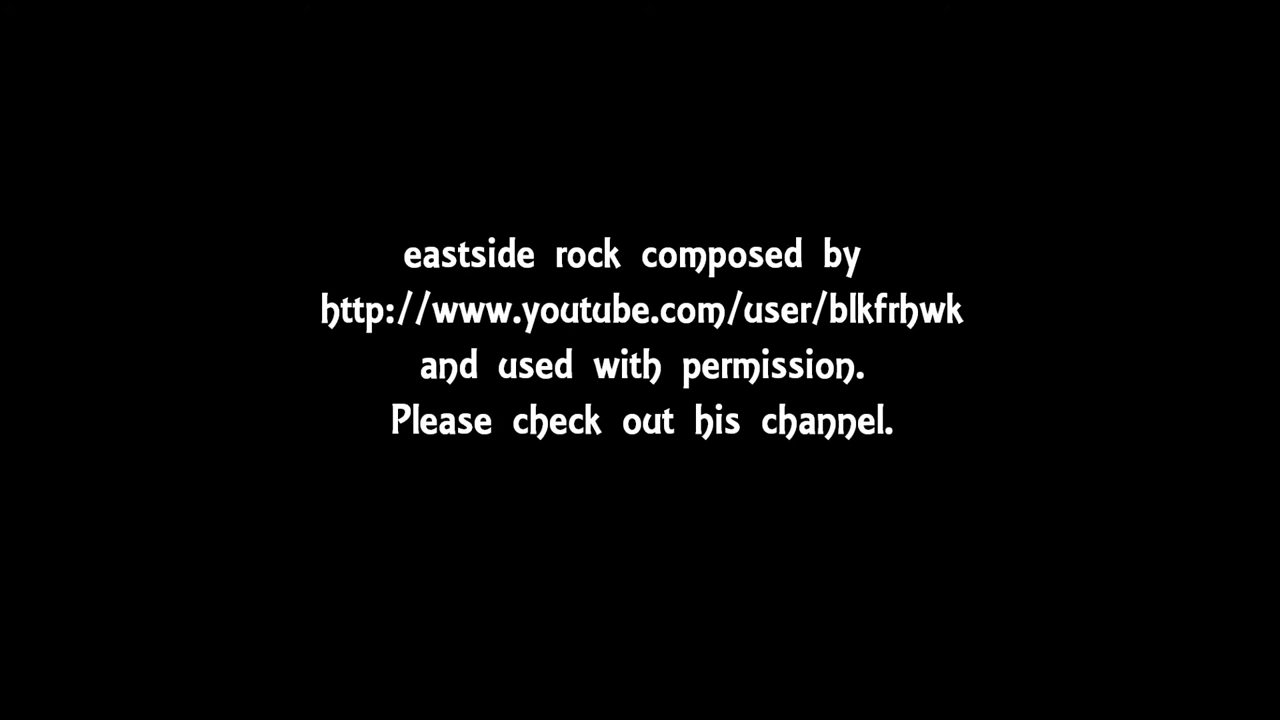 eastside rock composed by
http://www.youtube.com/user/blkfrhwk
and used with permission.
Please check out his channel.